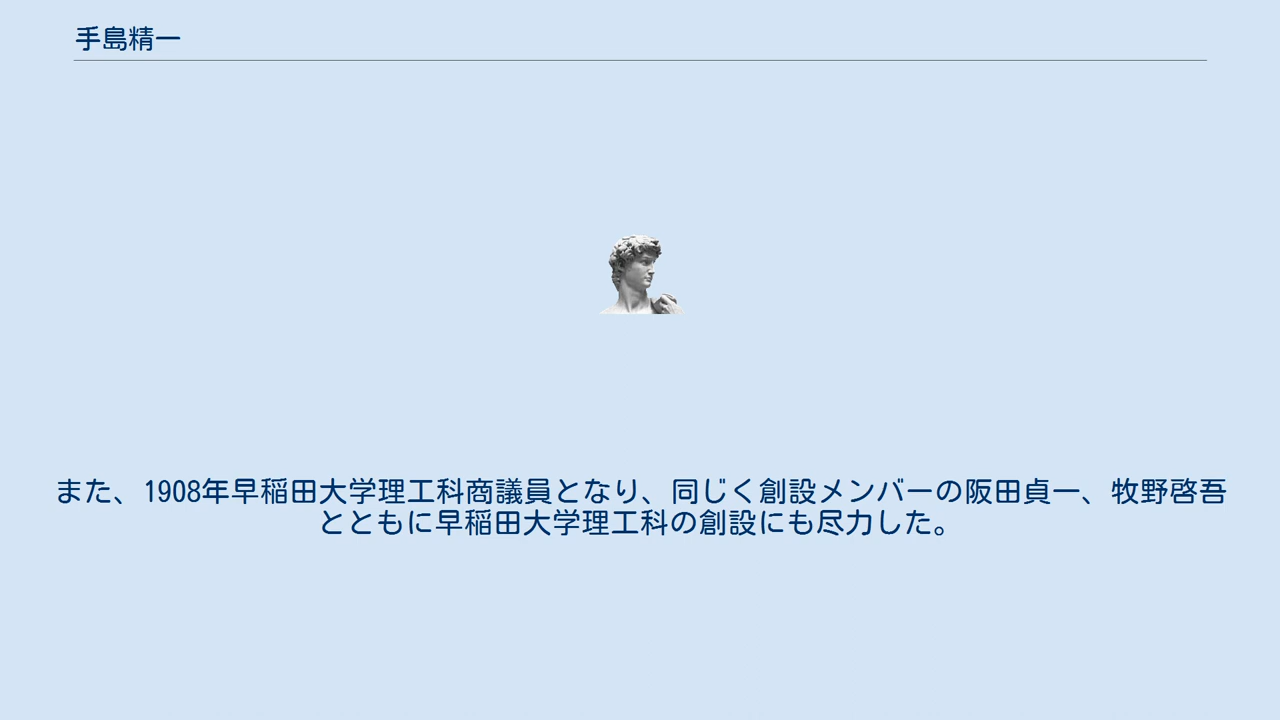 手島精一
また、1908年早稲田大学理工科商議員となり、同じく創設メンバーの阪田貞一、牧野啓吾
とともに早稲田大学理工科の創設にも尽力した。